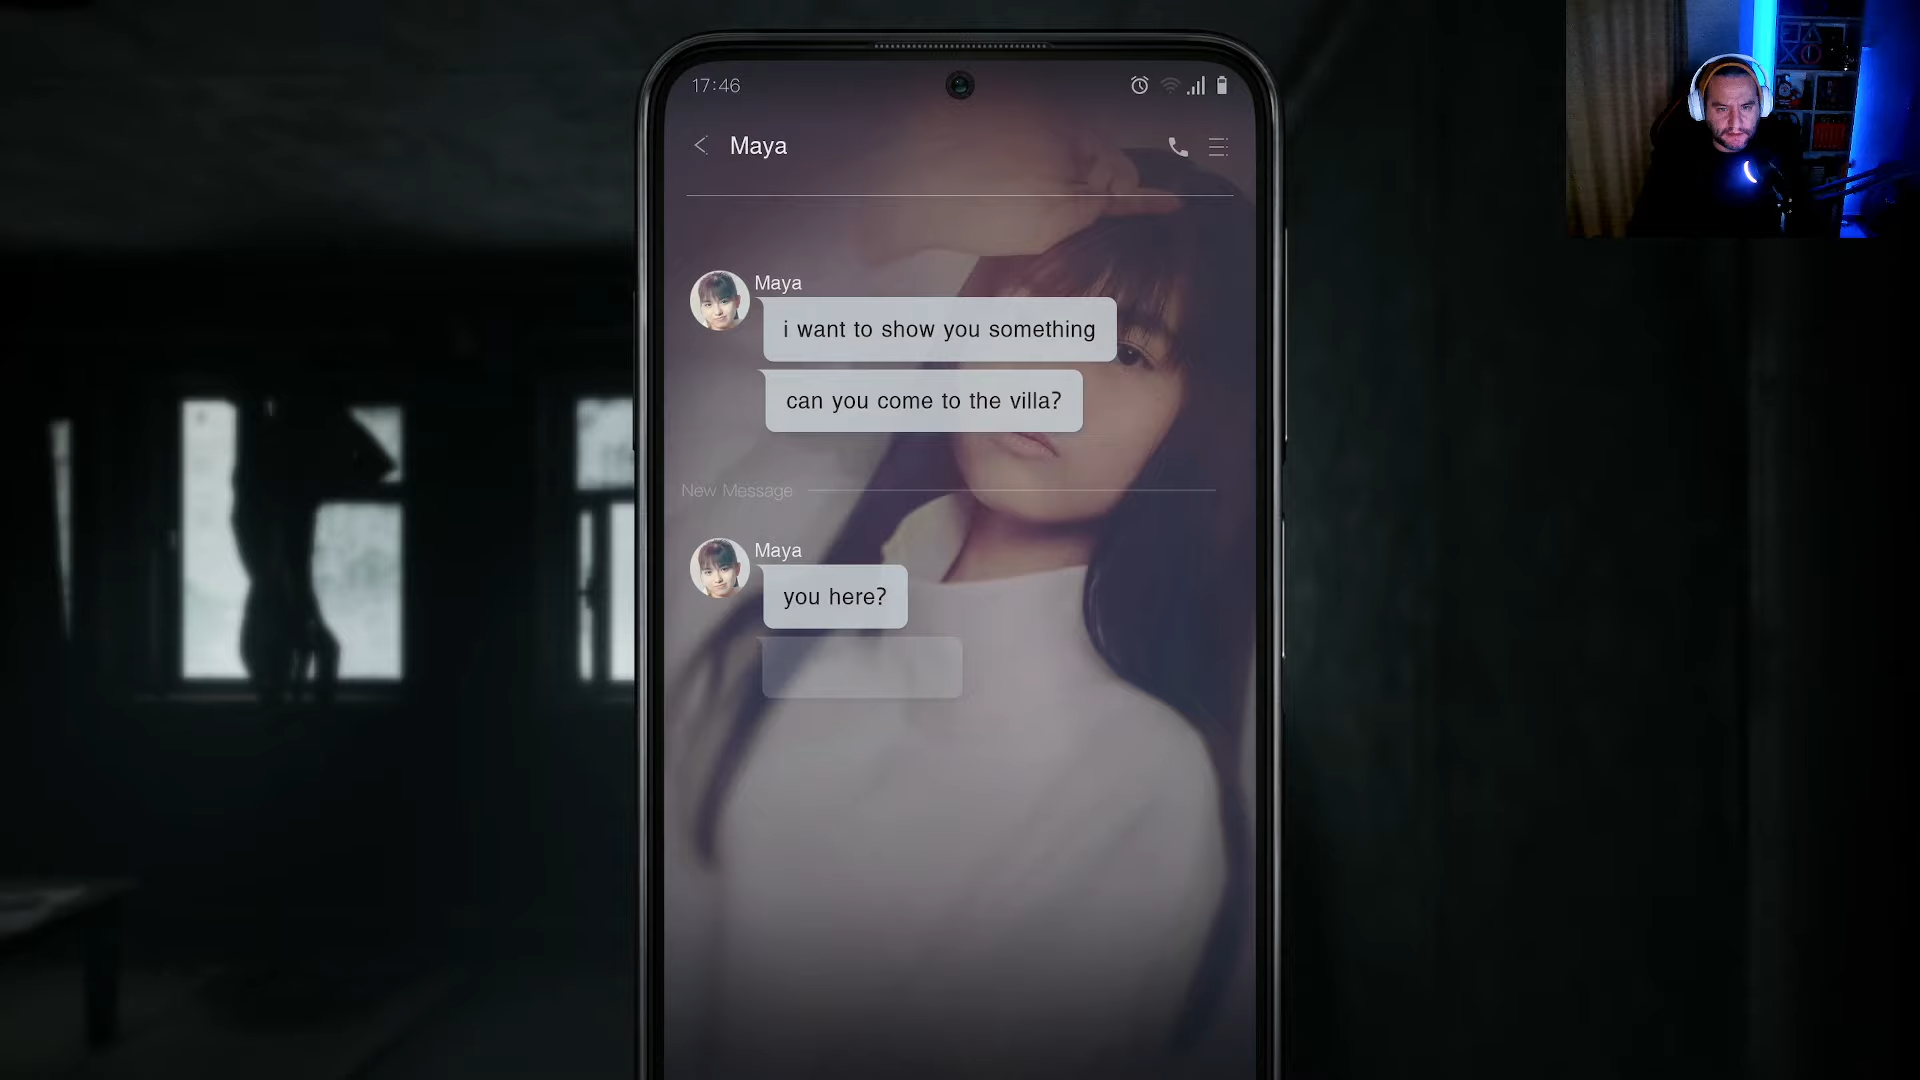 17:46
Maya
Maya
i want to show you something
can you come to the villa?
New Message
Maya
you here?